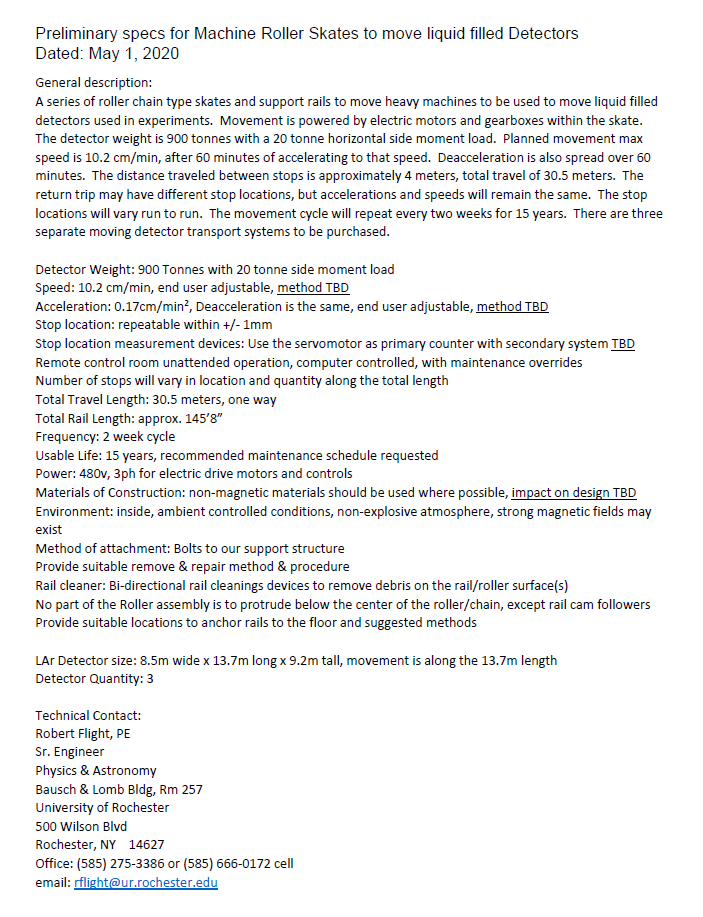 Preliminary specs for Machine Roller Skates to move liquid filled Detectors
Dated: May 1, 2020
General description:
A series of roller chain type skates and support rails to move heavy machines to be used to move liquid filled
detectors used in experiments.  Movement is powered by electric motors and gearboxes within the skate.
The detector weight is 900 tonnes with a 20 tonne horizontal side moment load.  Planned movement max
speed is 10.2 cm/min, after 60 minutes of accelerating to that speed.  Deacceleration is also spread over 60
minutes.  The distance traveled between stops is approximately 4 meters, total travel of 30.5 meters.  The
return trip may have different stop locations, but accelerations and speeds will remain the same.  The stop
locations will vary run to run.  The movement cycle will repeat every two weeks for 15 years.  There are three
separate moving detector transport systems to be purchased.
Detector Weight: 900 Tonnes with 20 tonne side moment load
Speed: 10.2 cm/min, end user adjustable, method TBD
Acceleration: 0.17cm/min², Deacceleration is the same, end user adjustable, method TBD
Stop location: repeatable within +/- 1mm
Stop location measurement devices: Use the servomotor as primary counter with secondary system TBD
Remote control room unattended operation, computer controlled, with maintenance overrides
Number of stops will vary in location and quantity along the total length
Total Travel Length: 30.5 meters, one way
Total Rail Length: approx. 145’8”
Frequency: 2 week cycle
Usable Life: 15 years, recommended maintenance schedule requested
Power: 480v, 3ph for electric drive motors and controls
Materials of Construction: non-magnetic materials should be used where possible, impact on design TBD
Environment: inside, ambient controlled conditions, non-explosive atmosphere, strong magnetic fields may
exist
Method of attachment: Bolts to our support structure
Provide suitable remove & repair method & procedure
Rail cleaner: Bi-directional rail cleanings devices to remove debris on the rail/roller surface(s)
No part of the Roller assembly is to protrude below the center of the roller/chain, except rail cam followers
Provide suitable locations to anchor rails to the floor and suggested methods
LAr Detector size: 8.5m wide x 13.7m long x 9.2m tall, movement is along the 13.7m length
Detector Quantity: 3
Technical Contact:
Robert Flight, PE
Sr. Engineer
Physics & Astronomy
Bausch & Lomb Bldg, Rm 257
University of Rochester
500 Wilson Blvd
Rochester, NY   14627
Office: (585) 275-3386 or (585) 666-0172 cell
email: rflight@ur.rochester.edu